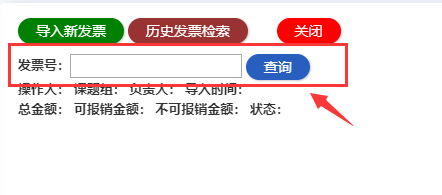 导入新发票 历史发票检索 关闭
发票号： 查询
操作人： 课题组： 负责人： 导入时间：
总金额： 可报销金额： 不可报销金额： 状态：